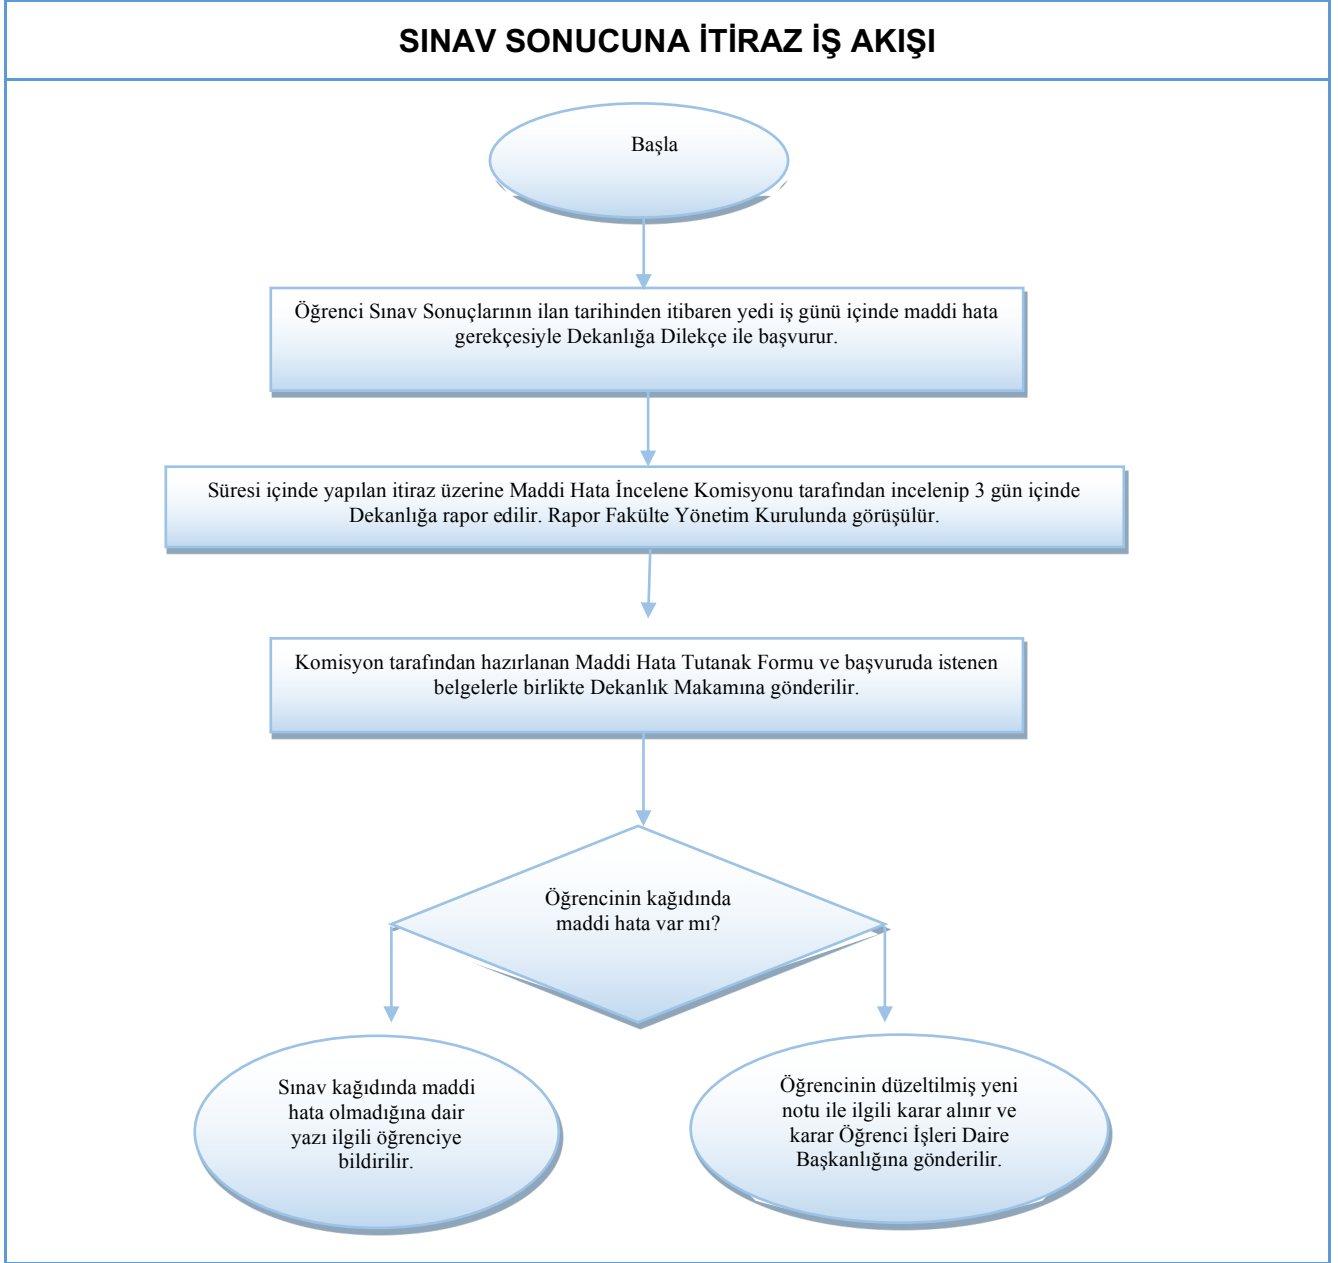 SINAV SONUCUNA İTİRAZ İŞ AKIŞI
Başla
Öğrenci Sınav Sonuçlarının ilan tarihinden itibaren yedi iş günü içinde maddi hata
gerekçesiyle Dekanlığa Dilekçe ile başvurur.
Süresi içinde yapılan itiraz üzerine Maddi Hata İncelene Komisyonu tarafından incelenip 3 gün içinde
Dekanlığa rapor edilir. Rapor Fakülte Yönetim Kurulunda görüşülür.
Komisyon tarafından hazırlanan Maddi Hata Tutanak Formu ve başvuruda istenen
belgelerle birlikte Dekanlık Makamına gönderilir.
Öğrencinin kağıdında
maddi hata var mı?
Sınav kağıdında maddi
hata olmadığına dair
yazı ilgili öğrenciye
bildirilir.
Öğrencinin düzeltilmiş yeni
notu ile ilgili karar alınır ve
karar Öğrenci İşleri Daire
Başkanlığına gönderilir.